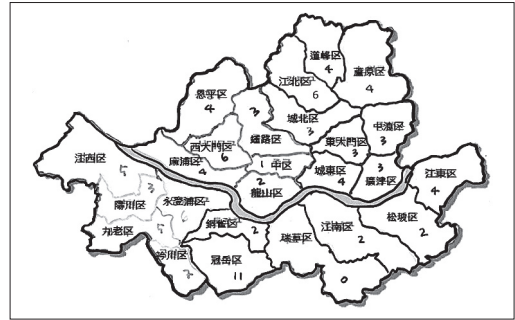 道峰区
4
江北区
6
蘆原区
4
恩平区
4
3
鍾路区
城北区
3
西大門区
6
東大門区
3
中浪区
3
麻浦区
4
1 中区
城東区
4
廣津区
江東区
4
江西区
5
3
陽川区
永登浦区
6
5
2
龍山区
銅雀区
2
九老区
衿川区
7
冠岳区
11
瑞草区
江南区
2
松坡区
2
0